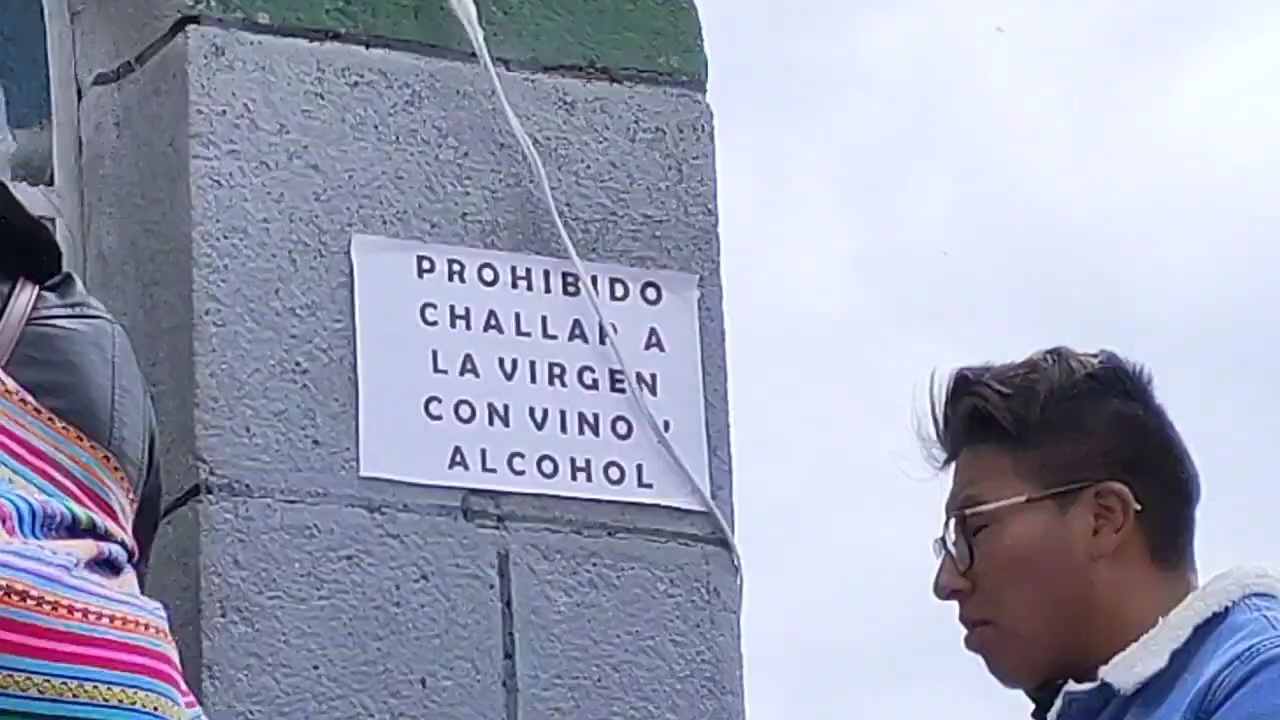 PROHIBIDO
CHALLAR A
LA VIRGEN
CON VINO
ALCOHOL